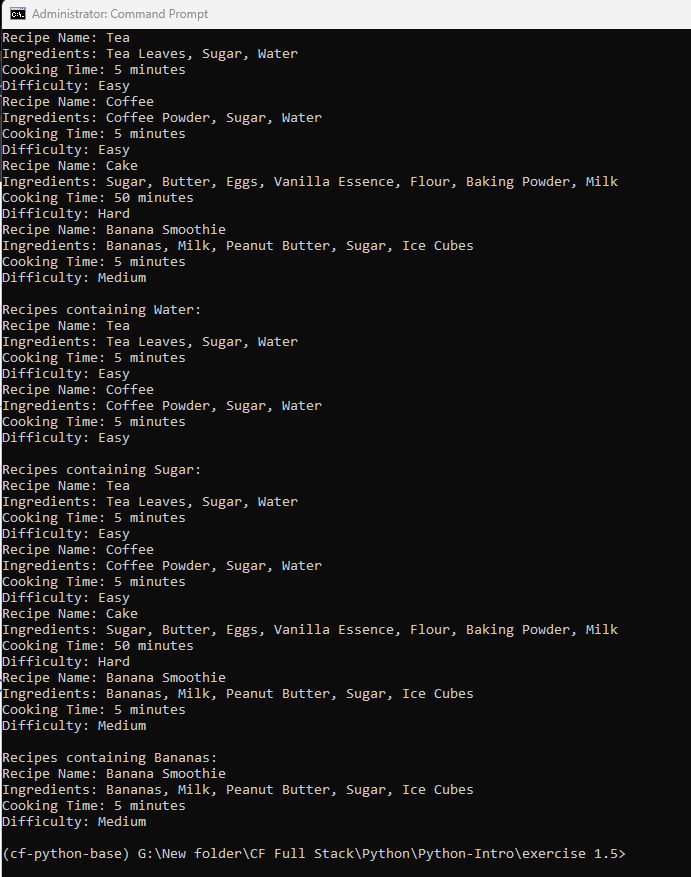 Administrator: Command Prompt
Recipe Name: Tea
Ingredients: Tea Leaves, Sugar, Water
Cooking Time: 5 minutes
Difficulty: Easy
Recipe Name: Coffee
Ingredients: Coffee Powder, Sugar, Water
Cooking Time: 5 minutes
Difficulty: Easy
Recipe Name: Cake
Ingredients: Sugar, Butter, Eggs, Vanilla Essence, Flour, Baking Powder, Milk
Cooking Time: 50 minutes
Difficulty: Hard
Recipe Name: Banana Smoothie
Ingredients: Bananas, Milk, Peanut Butter, Sugar, Ice Cubes
Cooking Time: 5 minutes
Difficulty: Medium

Recipes containing Water:
Recipe Name: Tea
Ingredients: Tea Leaves, Sugar, Water
Cooking Time: 5 minutes
Difficulty: Easy
Recipe Name: Coffee
Ingredients: Coffee Powder, Sugar, Water
Cooking Time: 5 minutes
Difficulty: Easy

Recipes containing Sugar:
Recipe Name: Tea
Ingredients: Tea Leaves, Sugar, Water
Cooking Time: 5 minutes
Difficulty: Easy
Recipe Name: Coffee
Ingredients: Coffee Powder, Sugar, Water
Cooking Time: 5 minutes
Difficulty: Easy
Recipe Name: Cake
Ingredients: Sugar, Butter, Eggs, Vanilla Essence, Flour, Baking Powder, Milk
Cooking Time: 50 minutes
Difficulty: Hard
Recipe Name: Banana Smoothie
Ingredients: Bananas, Milk, Peanut Butter, Sugar, Ice Cubes
Cooking Time: 5 minutes
Difficulty: Medium

Recipes containing Bananas:
Recipe Name: Banana Smoothie
Ingredients: Bananas, Milk, Peanut Butter, Sugar, Ice Cubes
Cooking Time: 5 minutes
Difficulty: Medium

(cf-python-base) G:\New folder\CF Full Stack\Python\Python-Intro\exercise 1.5>